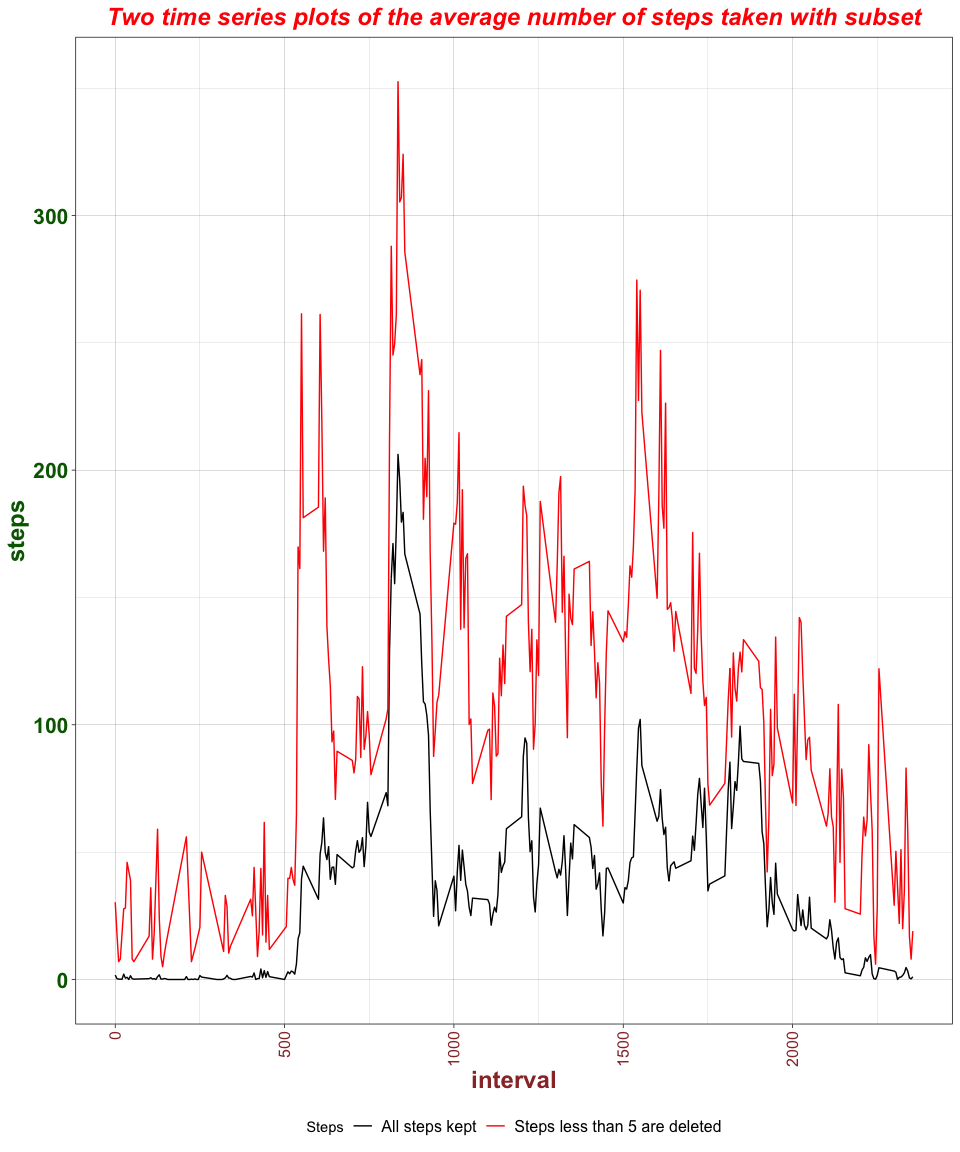 Two time series plots of the average number of steps taken with subset
300
200
100
0
steps
0
500
1000
1500
2000
interval
Steps
All steps kept
Steps less than 5 are deleted